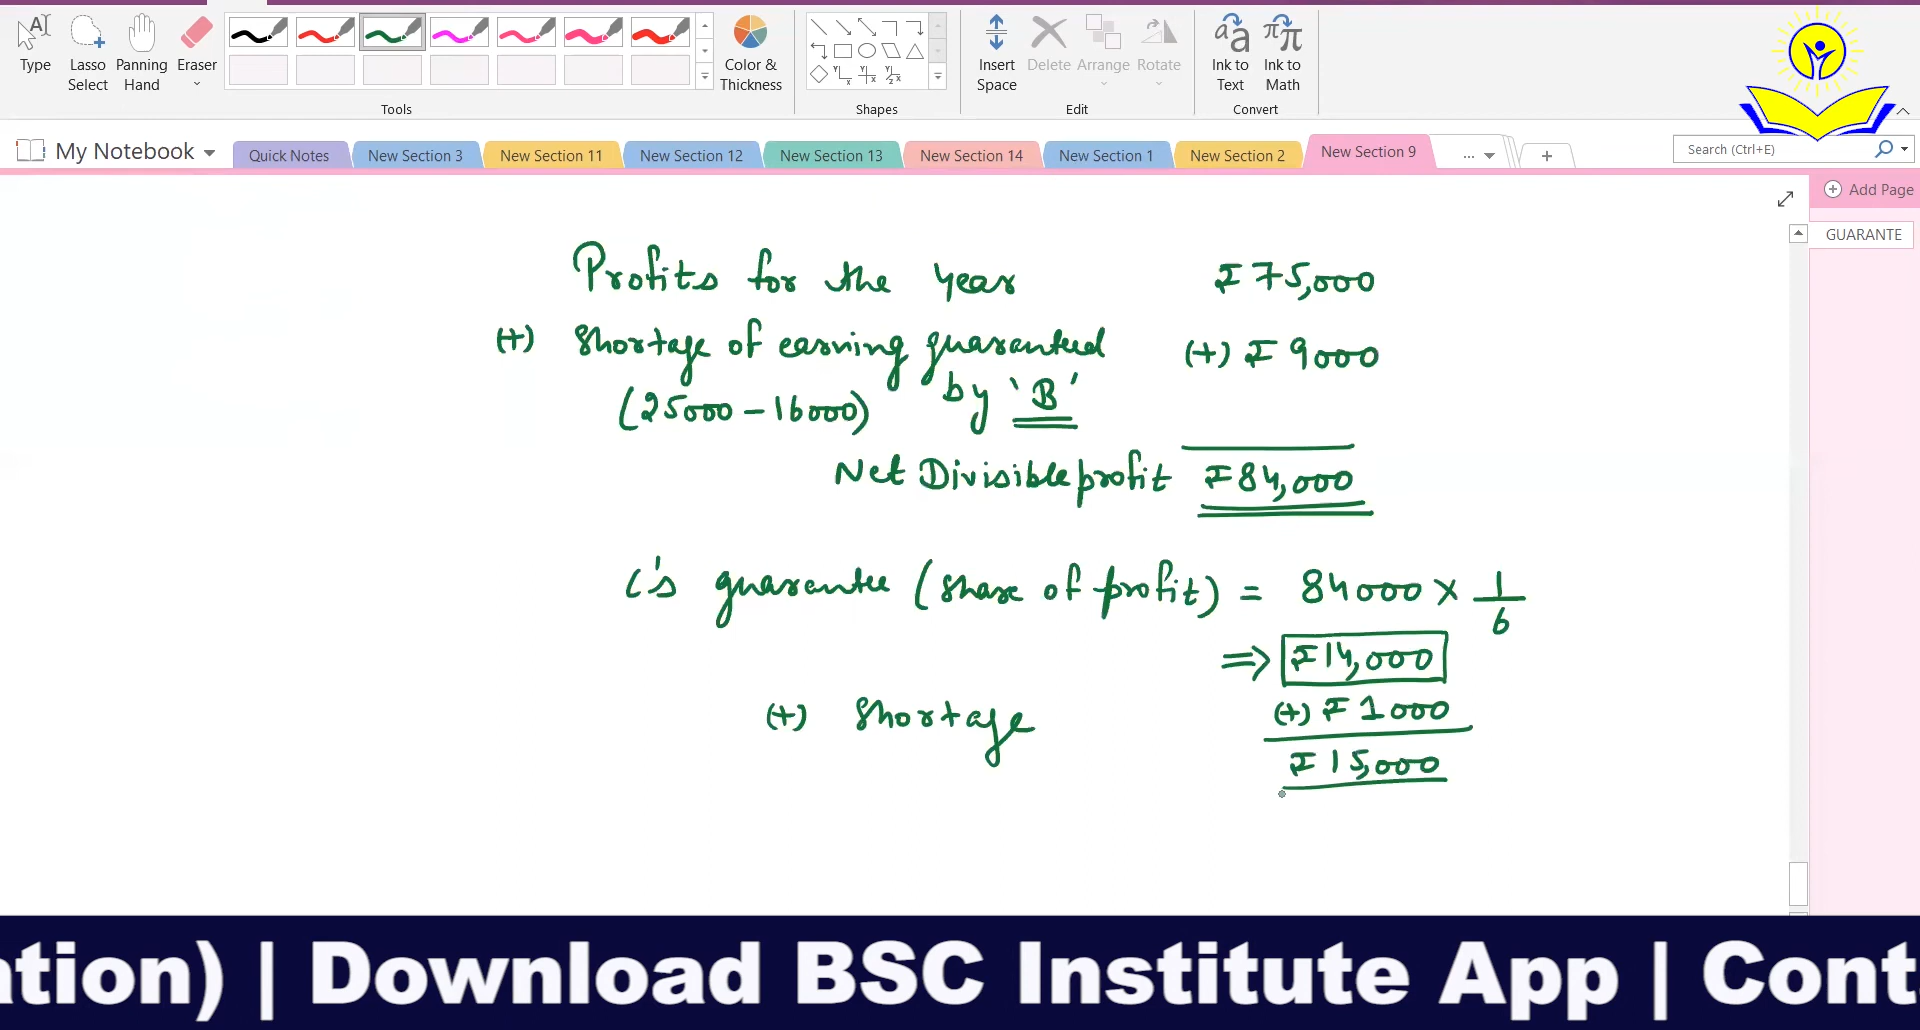 Type
Lasso Select
Panning Hand
Eraser
Color & Thickness
Insert Space
Delete
Arrange
Rotate
Ink to Text
Ink to Math
Tools
Shapes
Edit
Convert
My Notebook
Quick Notes
New Section 3
New Section 11
New Section 12
New Section 13
New Section 14
New Section 1
New Section 2
New Section 9
...
Search (Ctrl+E)
Add Page
GUARANTE
Profits for the year ₹75,000
(+) Shortage of earning guaranteed (+) ₹9000
by 'B'
(25000 - 16000)
Net Divisible profit ₹84,000
C's guarantee (share of profit) = 84000 × 1/6
⇒ ₹14,000
(+) Shortage (+) ₹1000
₹15,000
ation) | Download BSC Institute App | Cont